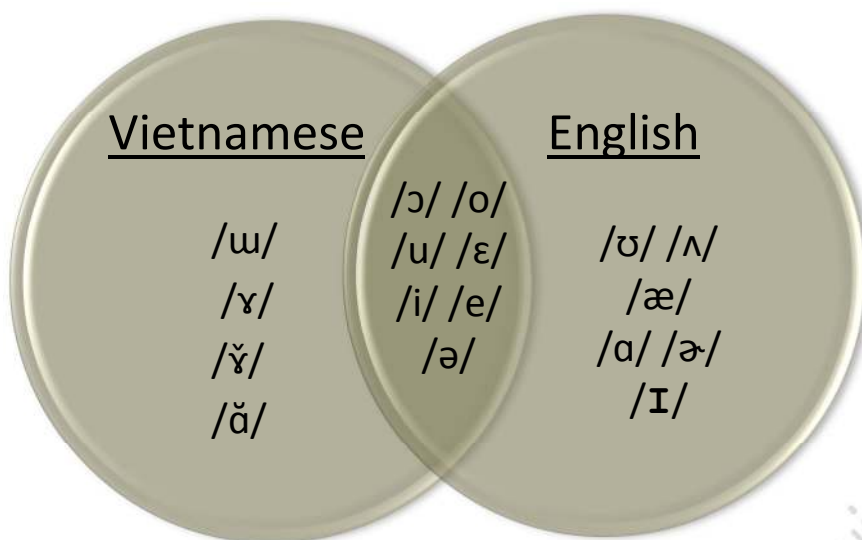 Vietnamese
/ɯ/
/ɤ/
/ɤ̆/
/ɑ̆/
/ɔ/ /o/
/u/ /ɛ/
/i/ /e/
/ə/
English
/ʊ/ /ʌ/
/æ/
/ɑ/ /ɚ/
/ɪ/